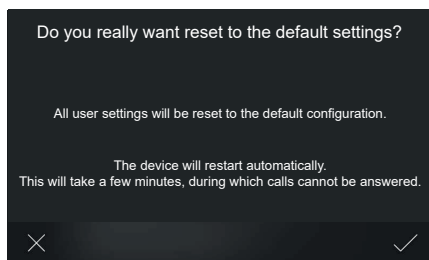 Do you really want reset to the default settings?
All user settings will be reset to the default configuration.
The device will restart automatically.
This will take a few minutes, during which calls cannot be answered.